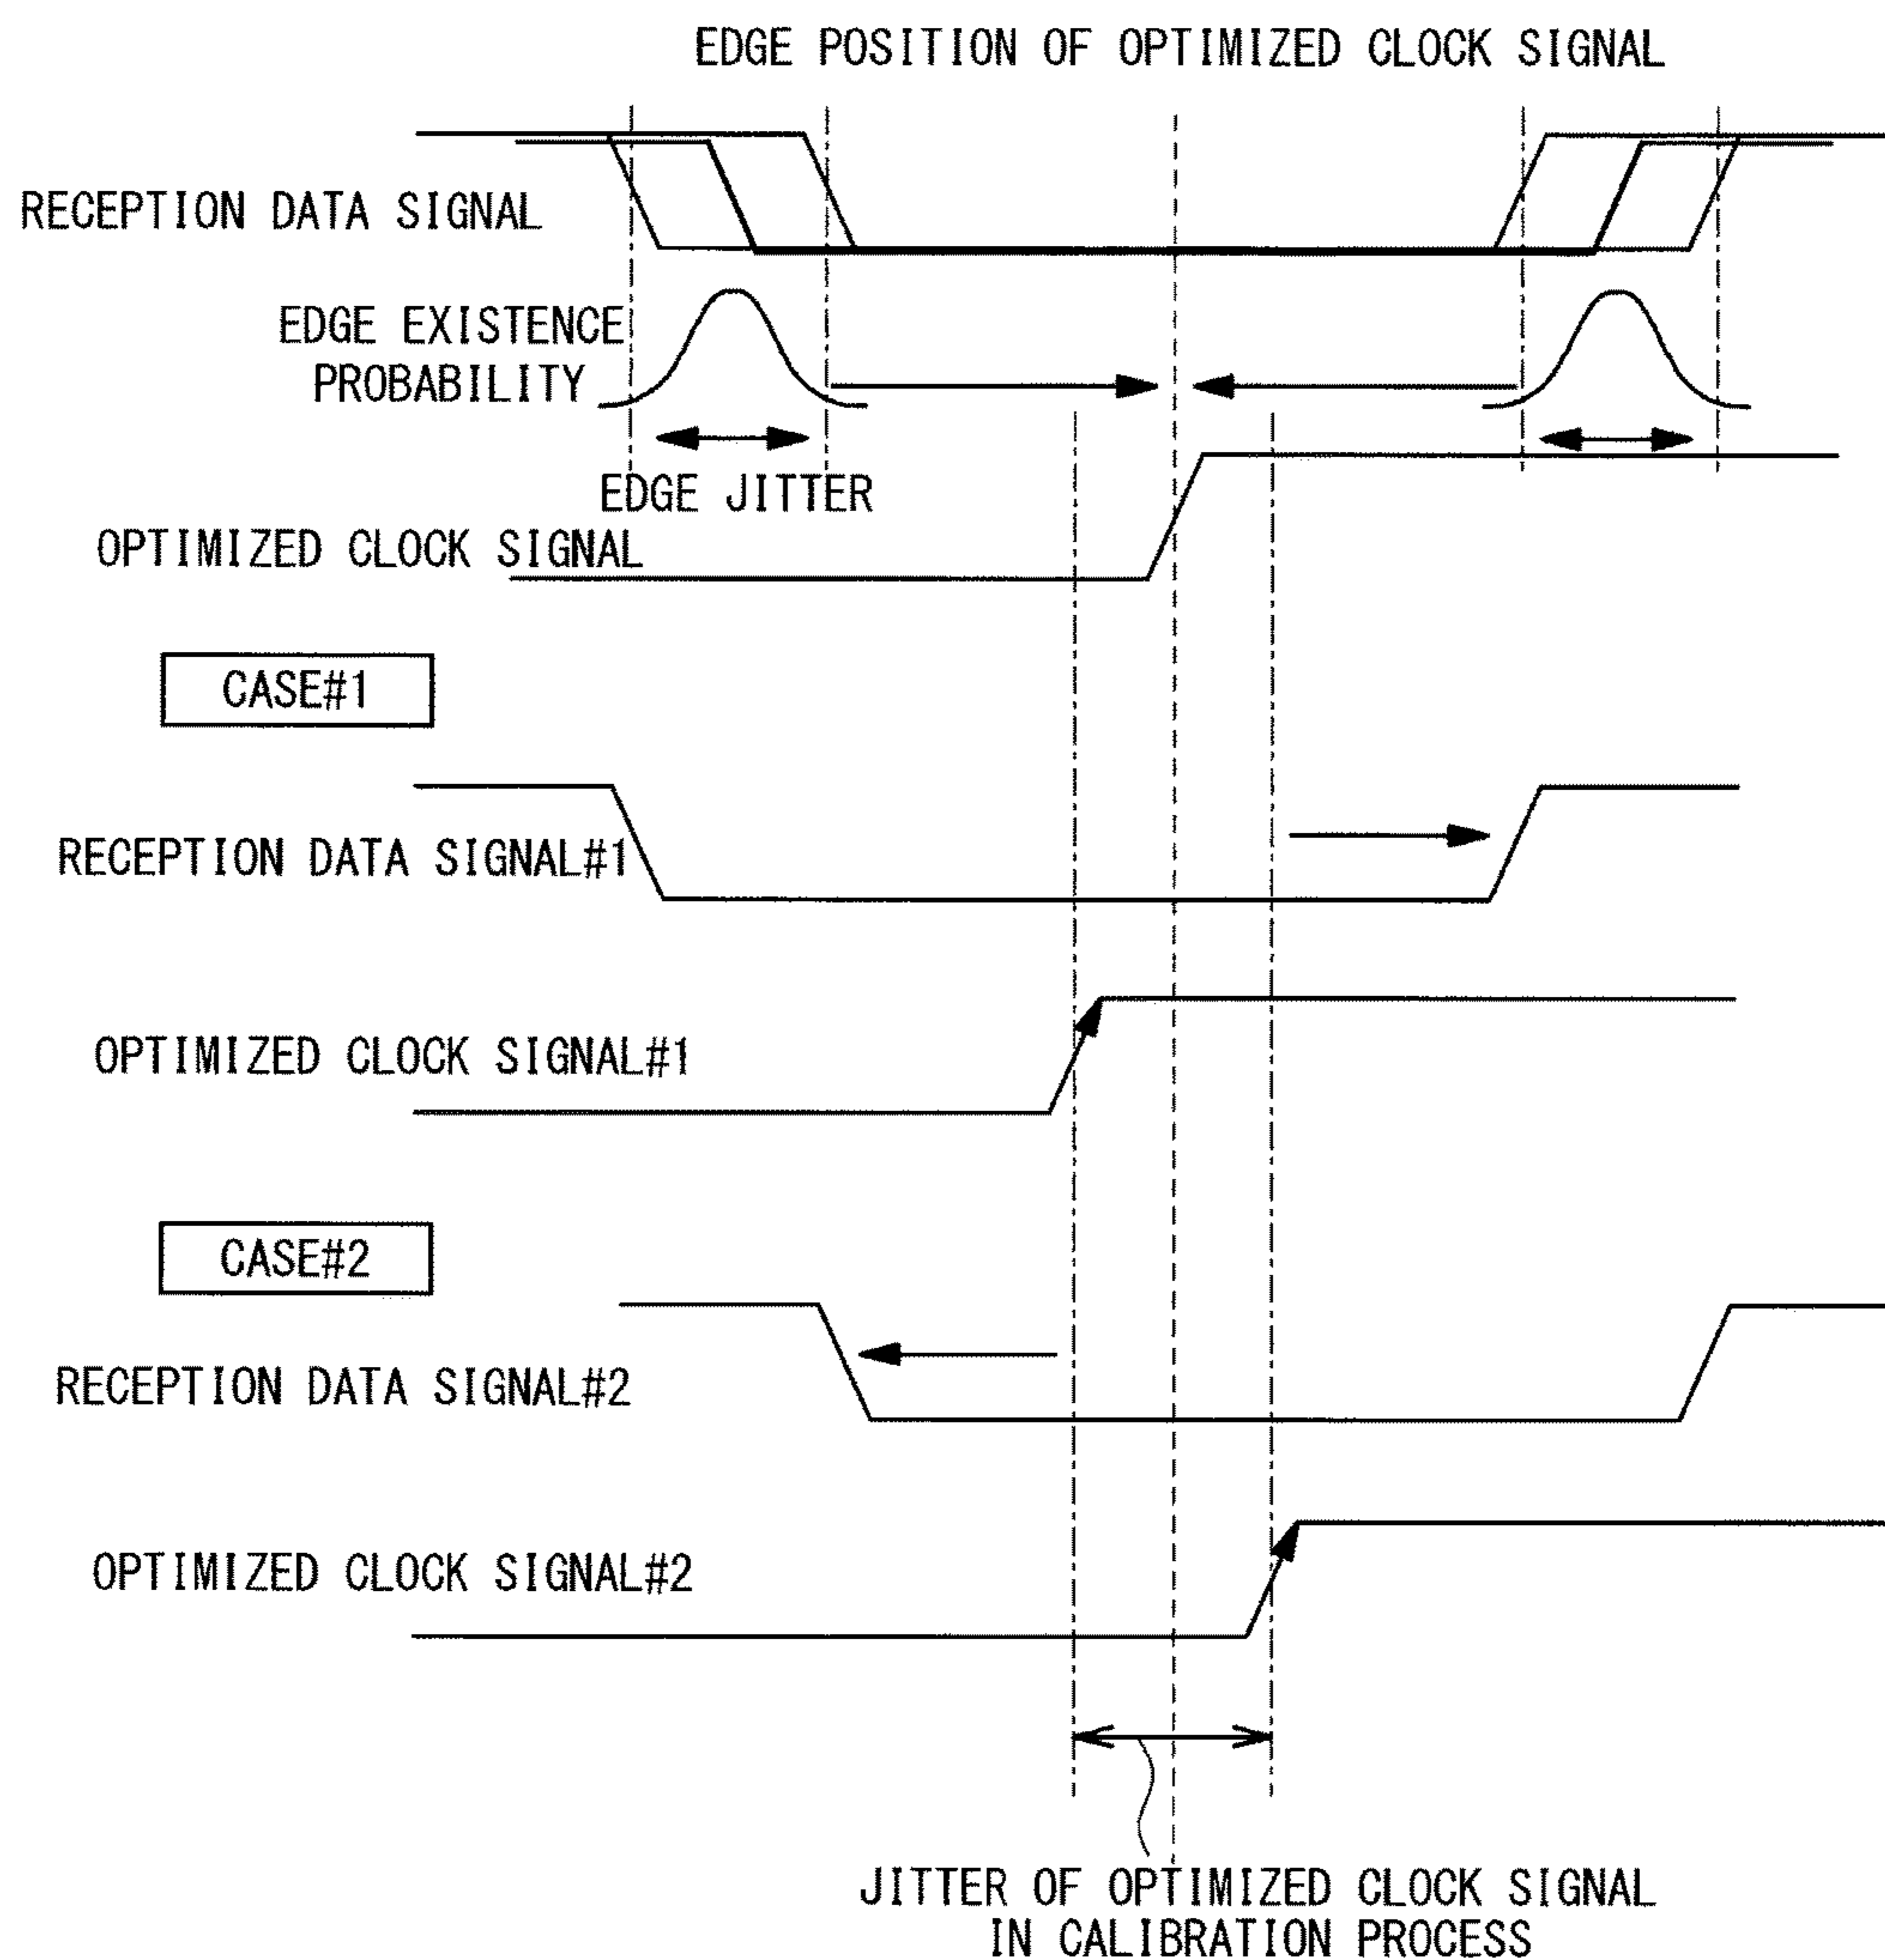 EDGE POSITION OF OPTIMIZED CLOCK SIGNAL
RECEPTION DATA SIGNAL
EDGE EXISTENCE
PROBABILITY
EDGE JITTER
OPTIMIZED CLOCK SIGNAL
CASE#1
RECEPTION DATA SIGNAL#1
OPTIMIZED CLOCK SIGNAL#1
CASE#2
RECEPTION DATA SIGNAL#2
OPTIMIZED CLOCK SIGNAL#2
JITTER OF OPTIMIZED CLOCK SIGNAL
IN CALIBRATION PROCESS